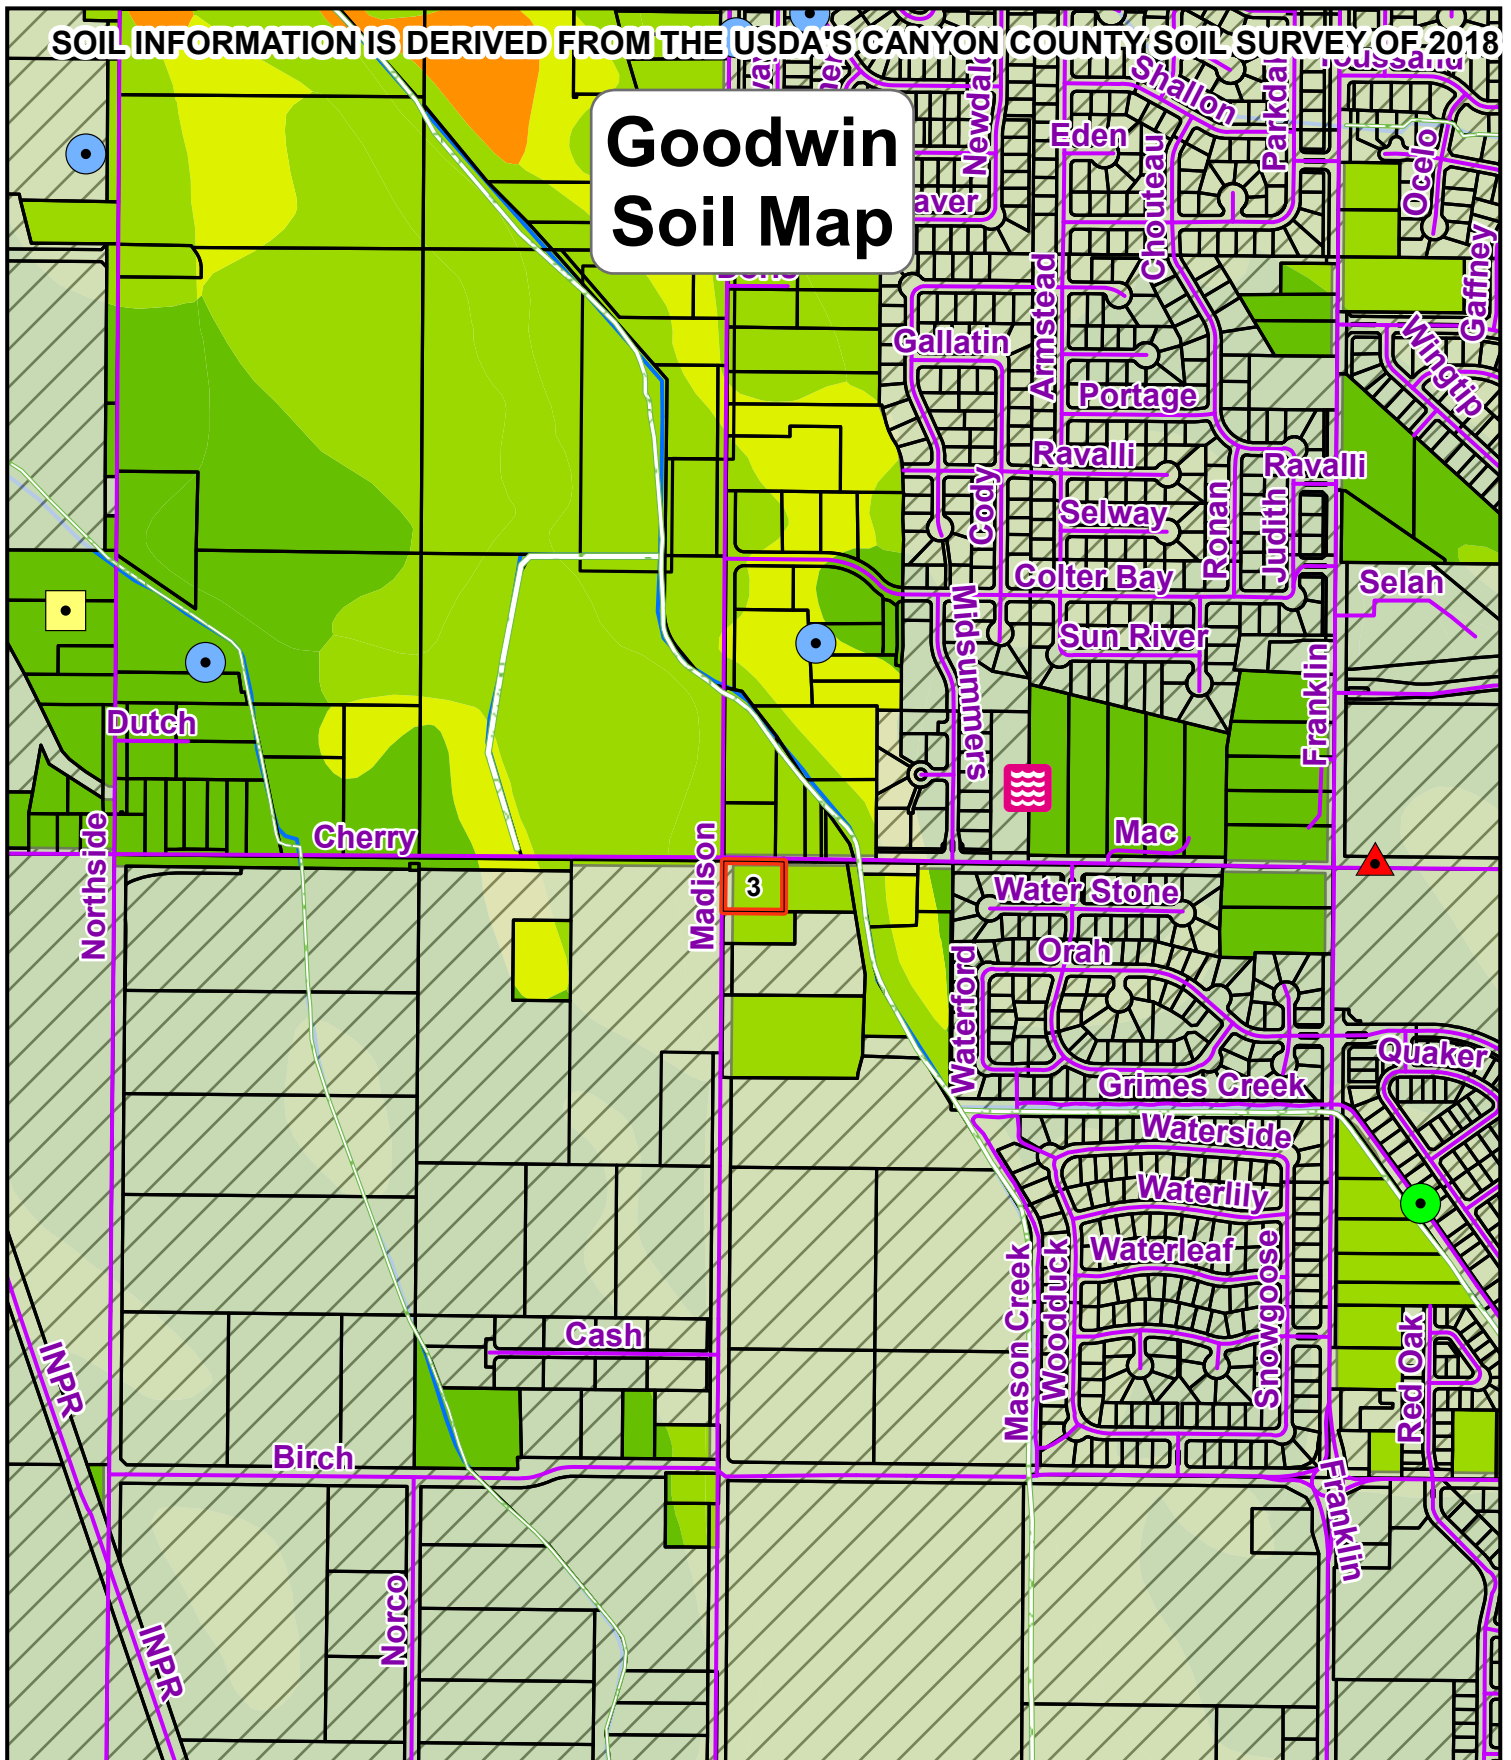 SOIL INFORMATION IS DERIVED FROM THE USDA'S CANYON COUNTY SOIL SURVEY OF 2018
Goodwin
Soil Map
Shallon
Newdale
Parkdale
Eden
Chouteau
Ocelo
aver
Gaffney
Armstead
Gallatin
Wingtip
Portage
Ravalli
Ravalli
Cody
Selway
Ronan
Judith
Colter Bay
Selah
Missummers
Sun River
Franklin
Dutch
Northside
Cherry
Madison
Mac
3
Water Stone
Orah
Waterford
Quaker
Grimes Creek
Waterside
Waterlily
Waterleaf
Mason Creek
Woodduck
Snowgoose
Cash
INPR
Red Oak
Birch
Franklin
Norco
INPR